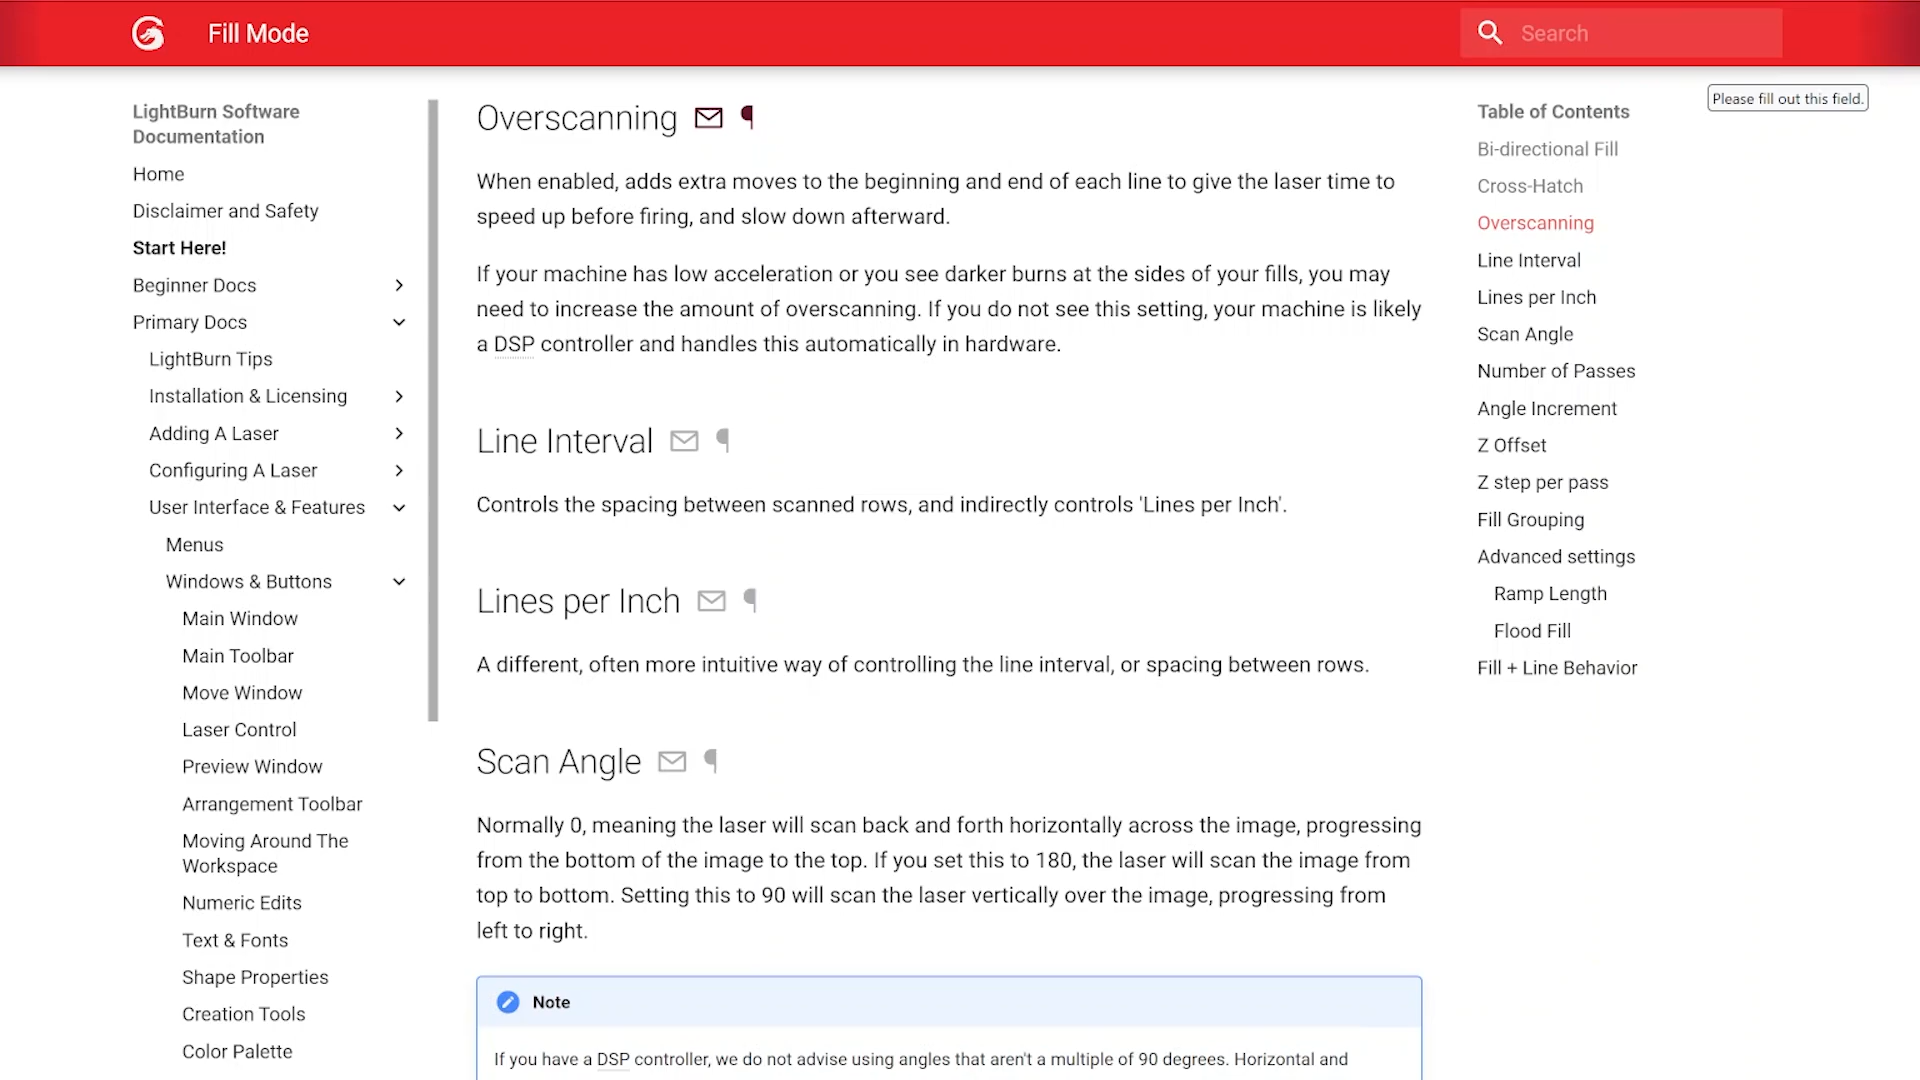 Fill Mode
Search
Please fill out this field.
LightBurn Software
Documentation
Home
Disclaimer and Safety
Start Here!
Beginner Docs
Primary Docs
LightBurn Tips
Installation & Licensing
Adding A Laser
Configuring A Laser
User Interface & Features
Menus
Windows & Buttons
Main Window
Main Toolbar
Move Window
Laser Control
Preview Window
Arrangement Toolbar
Moving Around The
Workspace
Numeric Edits
Text & Fonts
Shape Properties
Creation Tools
Color Palette
Overscanning
When enabled, adds extra moves to the beginning and end of each line to give the laser time to
speed up before firing, and slow down afterward.
If your machine has low acceleration or you see darker burns at the sides of your fills, you may
need to increase the amount of overscanning. If you do not see this setting, your machine is likely
a DSP controller and handles this automatically in hardware.
Line Interval
Controls the spacing between scanned rows, and indirectly controls 'Lines per Inch'.
Lines per Inch
A different, often more intuitive way of controlling the line interval, or spacing between rows.
Scan Angle
Normally 0, meaning the laser will scan back and forth horizontally across the image, progressing
from the bottom of the image to the top. If you set this to 180, the laser will scan the image from
top to bottom. Setting this to 90 will scan the laser vertically over the image, progressing from
left to right.
Note
If you have a DSP controller, we do not advise using angles that aren't a multiple of 90 degrees. Horizontal and
Table of Contents
Bi-directional Fill
Cross-Hatch
Overscanning
Line Interval
Lines per Inch
Scan Angle
Number of Passes
Angle Increment
Z Offset
Z step per pass
Fill Grouping
Advanced settings
Ramp Length
Flood Fill
Fill + Line Behavior